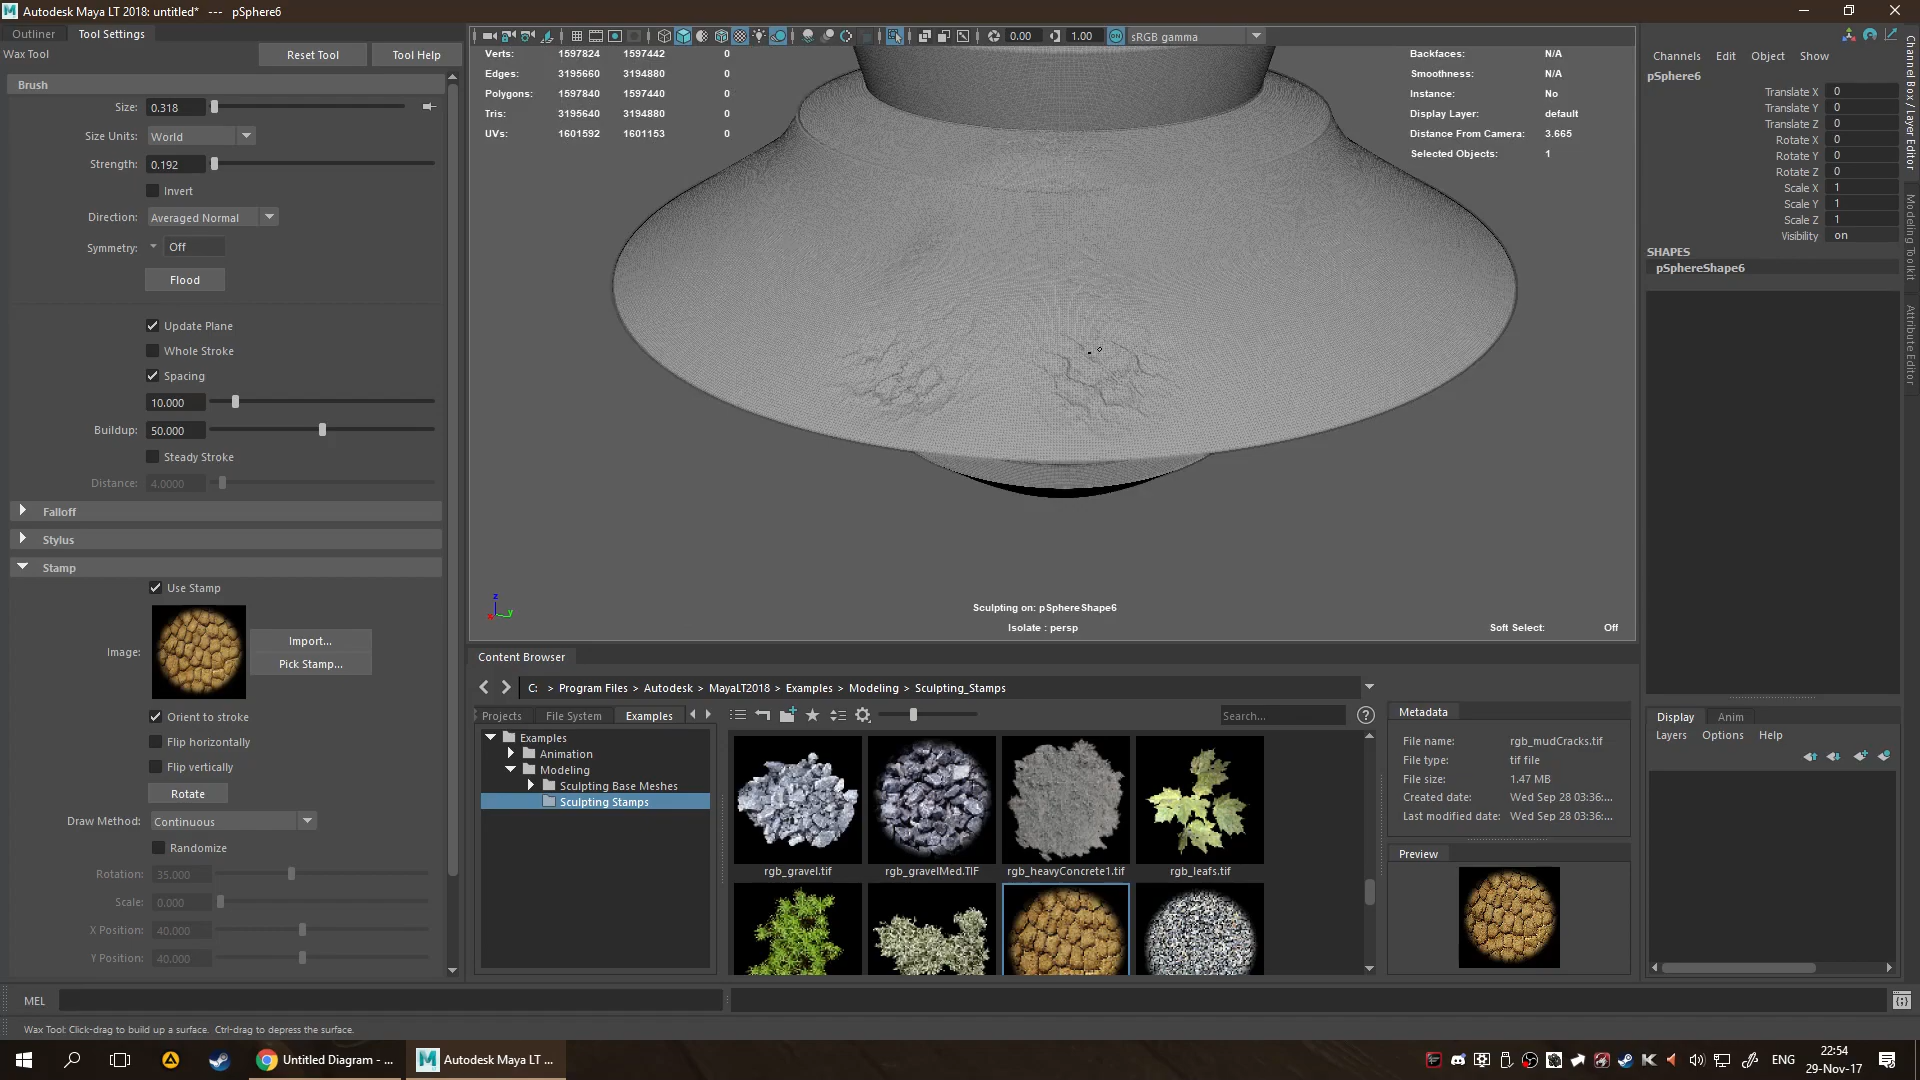 Autodesk Maya LT 2018: untitled*   ---   pSphere6
Outliner
Tool Settings
Wax Tool
Reset Tool
Tool Help
Brush
Size: 0.318
Size Units: World
Strength: 0.192
Invert
Direction: Averaged Normal
Symmetry: Off
Flood
Update Plane
Whole Stroke
Spacing
10.000
Buildup: 50.000
Steady Stroke
Distance: 4.0000
Falloff
Stylus
Stamp
Use Stamp
Image:
Import...
Pick Stamp...
Orient to stroke
Flip horizontally
Flip vertically
Rotate
Draw Method: Continuous
Randomize
Rotation: 35.000
Scale: 0.000
X Position: 40.000
Y Position: 40.000
0.00
1.00
ON
sRGB gamma
Verts: 1597824 1597442 0
Edges: 3195660 3194880 0
Polygons: 1597840 1597440 0
Tris: 3195640 3194880 0
UVs: 1601592 1601153 0
Backfaces: N/A
Smoothness: N/A
Instance: No
Display Layer: default
Distance From Camera: 3.665
Selected Objects: 1
z
x
y
Sculpting on: pSphereShape6
Isolate : persp
Soft Select: Off
Content Browser
C: > Program Files > Autodesk > MayaLT2018 > Examples > Modeling > Sculpting_Stamps
Projects
File System
Examples
Search...
Examples
Animation
Modeling
Sculpting Base Meshes
Sculpting Stamps
rgb_gravel.tif
rgb_gravelMed.TIF
rgb_heavyConcrete1.tif
rgb_leafs.tif
Metadata
File name: rgb_mudCracks.tif
File type: tif file
File size: 1.47 MB
Created date: Wed Sep 28 03:36:...
Last modified date: Wed Sep 28 03:36:...
Preview
Channels Edit Object Show
pSphere6
Translate X 0
Translate Y 0
Translate Z 0
Rotate X 0
Rotate Y 0
Rotate Z 0
Scale X 1
Scale Y 1
Scale Z 1
Visibility on
SHAPES
pSphereShape6
Channel Box / Layer Editor
Modeling Toolkit
Attribute Editor
Display
Anim
Layers Options Help
MEL
Wax Tool: Click-drag to build up a surface. Ctrl-drag to depress the surface.
Untitled Diagram - ...
Autodesk Maya LT ...
ENG
22:54
29-Nov-17